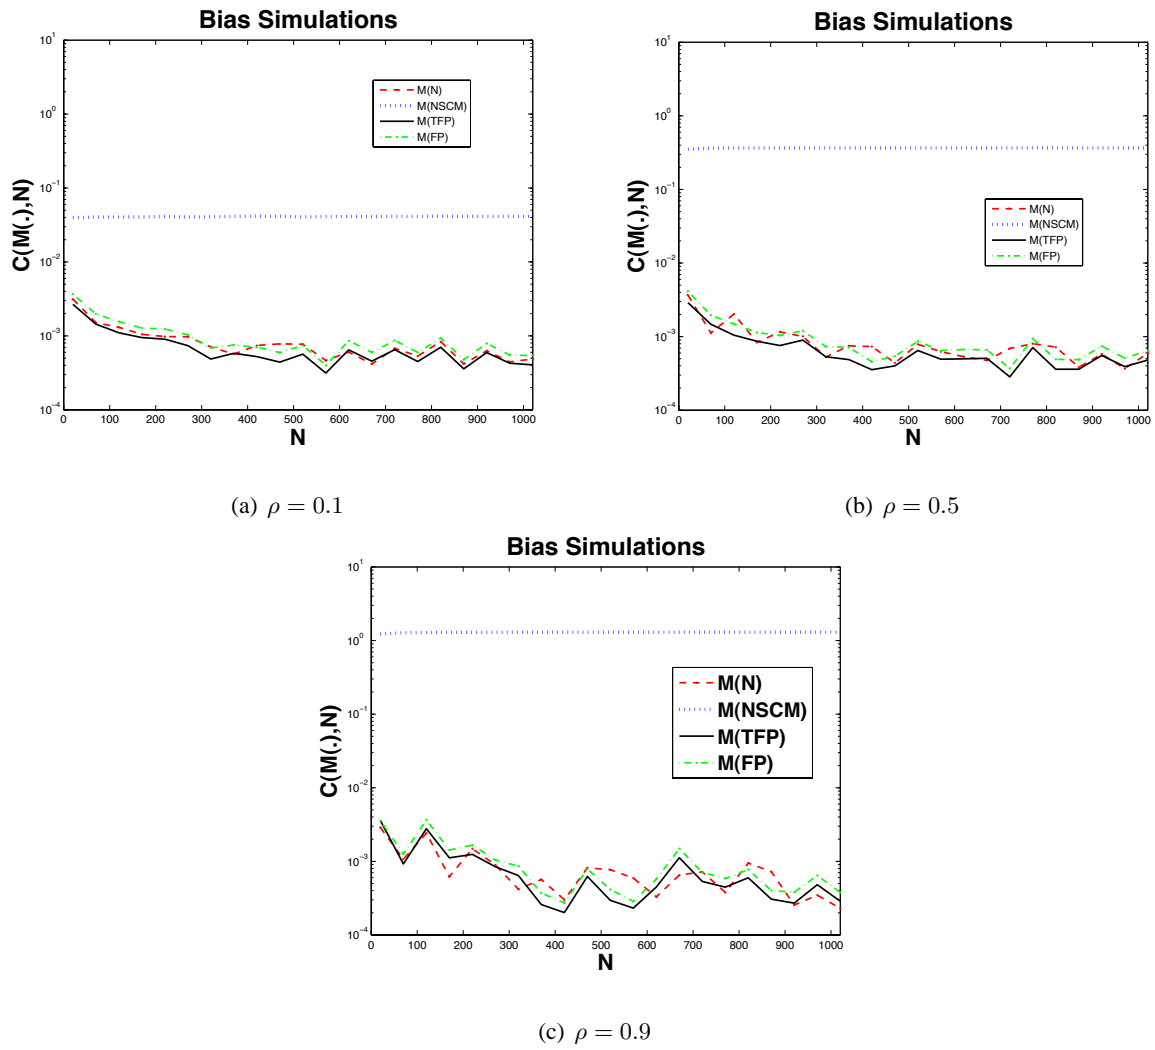 Bias Simulations
10^1
10^0
10^−1
10^−2
10^−3
10^−4
C(M(.),N)
M(N)
M(NSCM)
M(TFP)
M(FP)
0 100 200 300 400 500 600 700 800 900 1000
N
(a) ρ = 0.1
Bias Simulations
10^1
10^0
10^−1
10^−2
10^−3
10^−4
C(M(.),N)
M(N)
M(NSCM)
M(TFP)
M(FP)
0 100 200 300 400 500 600 700 800 900 1000
N
(b) ρ = 0.5
Bias Simulations
10^1
10^0
10^−1
10^−2
10^−3
10^−4
C(M(.),N)
M(N)
M(NSCM)
M(TFP)
M(FP)
0 100 200 300 400 500 600 700 800 900 1000
N
(c) ρ = 0.9